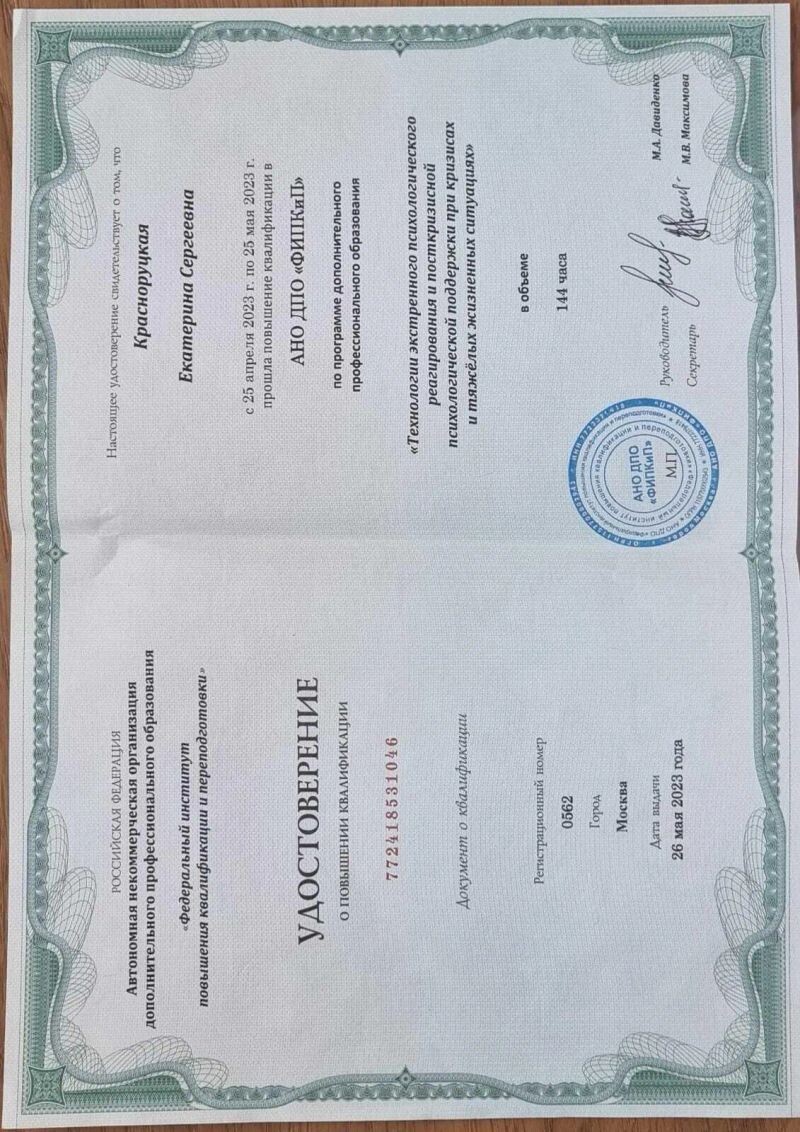 РОССИЙСКАЯ ФЕДЕРАЦИЯ
Автономная некоммерческая организация
дополнительного профессионального образования
«Федеральный институт
повышения квалификации и переподготовки»
УДОСТОВЕРЕНИЕ
О ПОВЫШЕНИИ КВАЛИФИКАЦИИ
772418531046
Документ о квалификации
Регистрационный номер
0562
Город
Москва
Дата выдачи
26 мая 2023 года
Настоящее удостоверение свидетельствует о том, что
Красноруцкая
Екатерина Сергеевна
с 25 апреля 2023 г. по 25 мая 2023 г.
прошла повышение квалификации в
АНО ДПО «ФИПКиП»
по программе дополнительного
профессионального образования
«Технологии экстренного психологического
реагирования и посткризисной
психологической поддержки при кризисах
и тяжёлых жизненных ситуациях»
в объеме
144 часа
Руководитель М.А. Давиденко
Секретарь М.В. Максимова
АНО ДПО
«ФИПКиП»
М.П